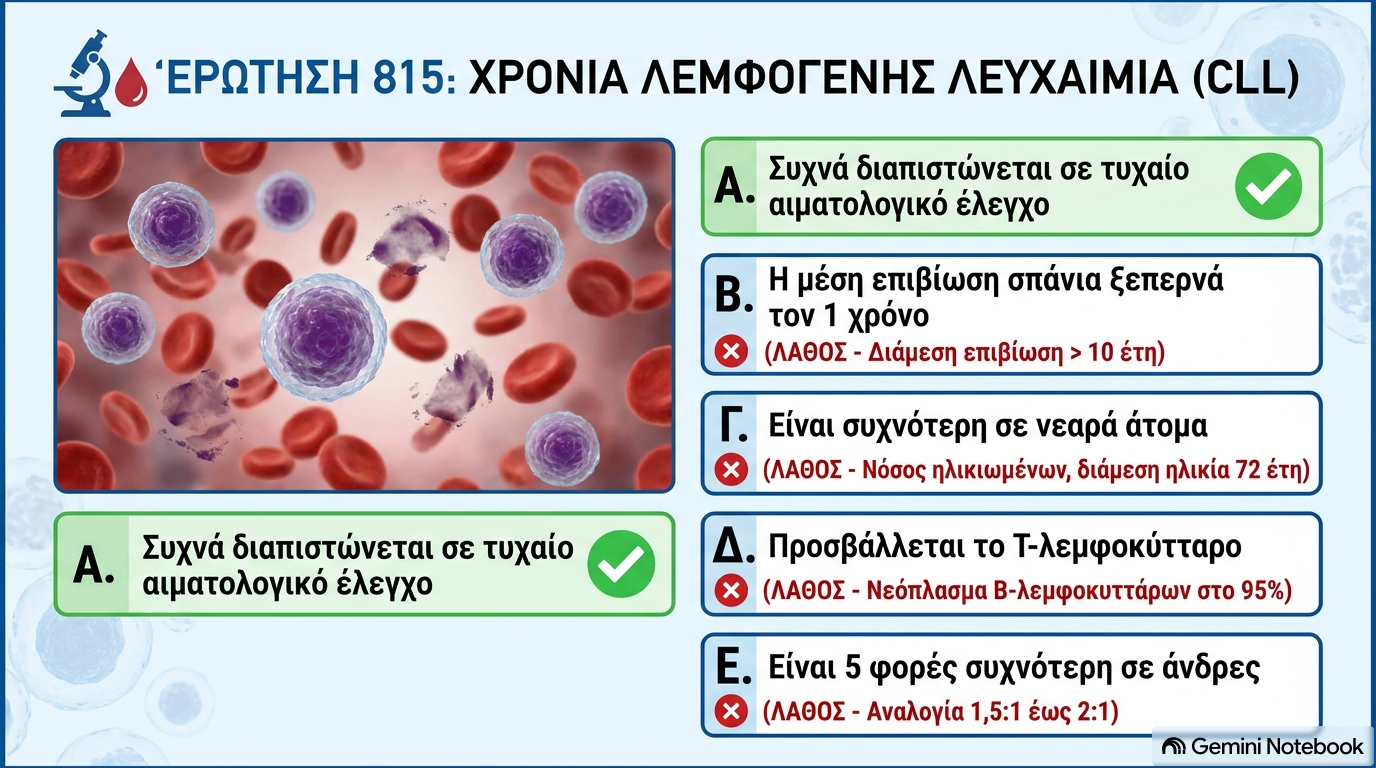 ‘ΕΡΩΤΗΣΗ 815: ΧΡΟΝΙΑ ΛΕΜΦΟΓΕΝΗΣ ΛΕΥΧΑΙΜΙΑ (CLL)
Α. Συχνά διαπιστώνεται σε τυχαίο
αιματολογικό έλεγχο
Α. Συχνά διαπιστώνεται σε τυχαίο
αιματολογικό έλεγχο
Β. Η μέση επιβίωση σπάνια ξεπερνά
τον 1 χρόνο
(ΛΑΘΟΣ - Διάμεση επιβίωση > 10 έτη)
Γ. Είναι συχνότερη σε νεαρά άτομα
(ΛΑΘΟΣ - Νόσος ηλικιωμένων, διάμεση ηλικία 72 έτη)
Δ. Προσβάλλεται το Τ-λεμφοκύτταρο
(ΛΑΘΟΣ - Νεόπλασμα Β-λεμφοκυττάρων στο 95%)
Ε. Είναι 5 φορές συχνότερη σε άνδρες
(ΛΑΘΟΣ - Αναλογία 1,5:1 έως 2:1)
Gemini Notebook